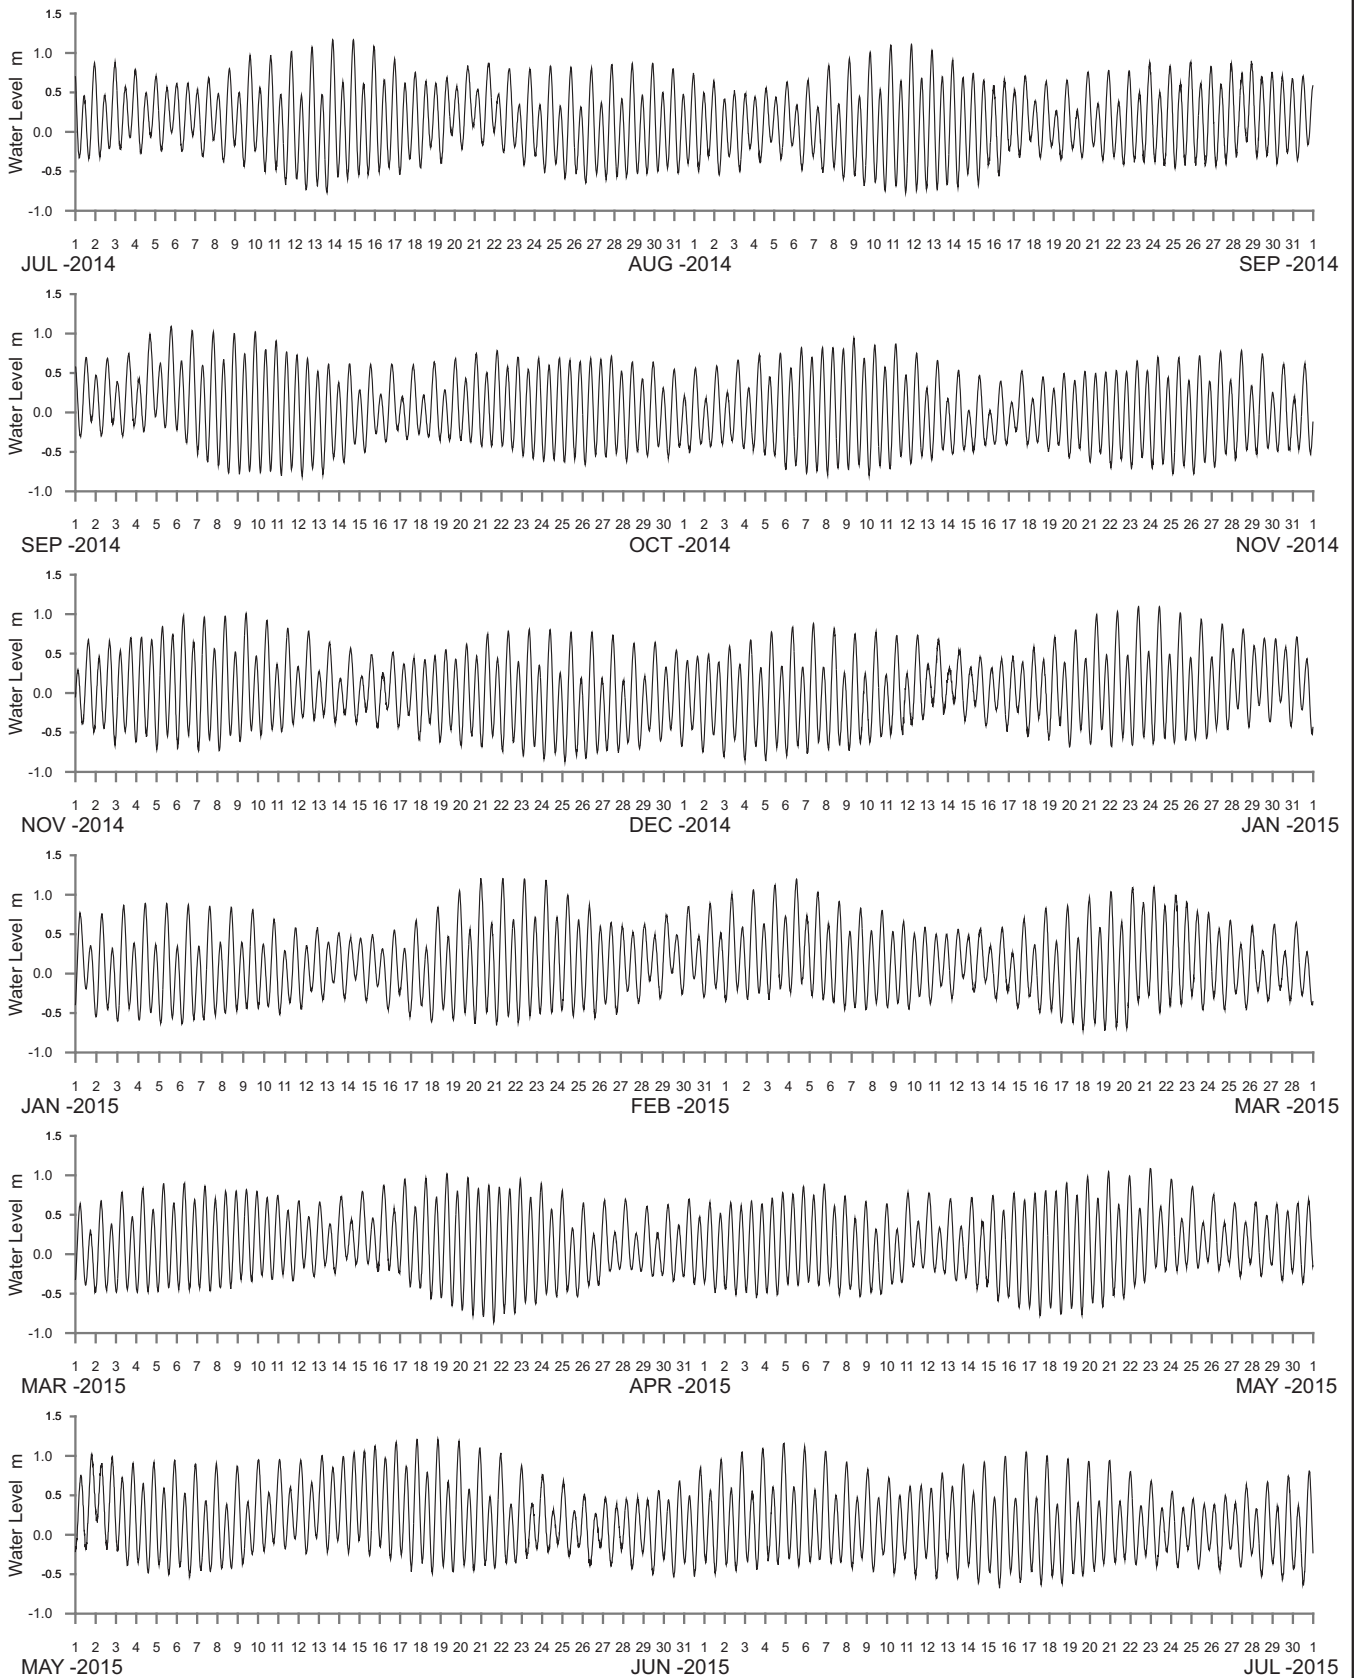 1.5
1.0
0.5
0.0
-0.5
-1.0
Water Level m
1 2 3 4 5 6 7 8 9 10 11 12 13 14 15 16 17 18 19 20 21 22 23 24 25 26 27 28 29 30 31 1 2 3 4 5 6 7 8 9 10 11 12 13 14 15 16 17 18 19 20 21 22 23 24 25 26 27 28 29 30 31 1
JUL -2014 AUG -2014 SEP -2014
1.5
1.0
0.5
0.0
-0.5
-1.0
Water Level m
1 2 3 4 5 6 7 8 9 10 11 12 13 14 15 16 17 18 19 20 21 22 23 24 25 26 27 28 29 30 1 2 3 4 5 6 7 8 9 10 11 12 13 14 15 16 17 18 19 20 21 22 23 24 25 26 27 28 29 30 31 1
SEP -2014 OCT -2014 NOV -2014
1.5
1.0
0.5
0.0
-0.5
-1.0
Water Level m
1 2 3 4 5 6 7 8 9 10 11 12 13 14 15 16 17 18 19 20 21 22 23 24 25 26 27 28 29 30 1 2 3 4 5 6 7 8 9 10 11 12 13 14 15 16 17 18 19 20 21 22 23 24 25 26 27 28 29 30 31 1
NOV -2014 DEC -2014 JAN -2015
1.5
1.0
0.5
0.0
-0.5
-1.0
Water Level m
1 2 3 4 5 6 7 8 9 10 11 12 13 14 15 16 17 18 19 20 21 22 23 24 25 26 27 28 29 30 31 1 2 3 4 5 6 7 8 9 10 11 12 13 14 15 16 17 18 19 20 21 22 23 24 25 26 27 28 1
JAN -2015 FEB -2015 MAR -2015
1.5
1.0
0.5
0.0
-0.5
-1.0
Water Level m
1 2 3 4 5 6 7 8 9 10 11 12 13 14 15 16 17 18 19 20 21 22 23 24 25 26 27 28 29 30 31 1 2 3 4 5 6 7 8 9 10 11 12 13 14 15 16 17 18 19 20 21 22 23 24 25 26 27 28 29 30 1
MAR -2015 APR -2015 MAY -2015
1.5
1.0
0.5
0.0
-0.5
-1.0
Water Level m
1 2 3 4 5 6 7 8 9 10 11 12 13 14 15 16 17 18 19 20 21 22 23 24 25 26 27 28 29 30 31 1 2 3 4 5 6 7 8 9 10 11 12 13 14 15 16 17 18 19 20 21 22 23 24 25 26 27 28 29 30 1
MAY -2015 JUN -2015 JUL -2015